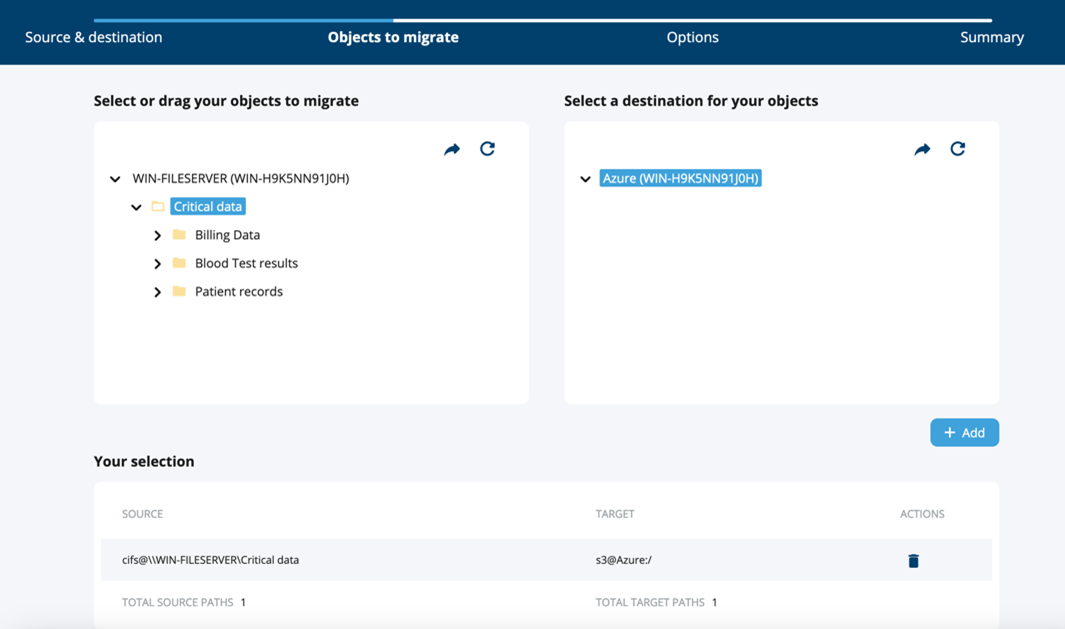 Source & destination
Objects to migrate
Options
Summary
Select or drag your objects to migrate
WIN-FILESERVER (WIN-H9K5NN91J0H)
Critical data
Billing Data
Blood Test results
Patient records
Select a destination for your objects
Azure (WIN-H9K5NN91J0H)
+ Add
Your selection
SOURCE TARGET ACTIONS
cifs@\\WIN-FILESERVER\Critical data s3@Azure:/
TOTAL SOURCE PATHS 1 TOTAL TARGET PATHS 1